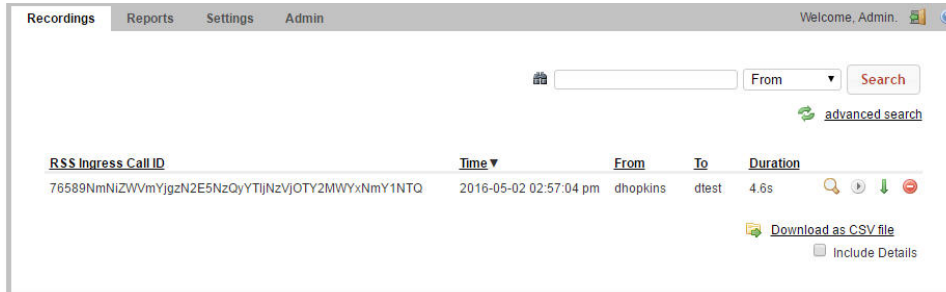 Recordings Reports Settings Admin Welcome, Admin.
From Search
advanced search
RSS Ingress Call ID Time▼ From To Duration
76589NmNiZWVmYjgzN2E5NzQyYTljNzVjOTY2MWYxNmY1NTQ 2016-05-02 02:57:04 pm dhopkins dtest 4.6s
Download as CSV file
Include Details